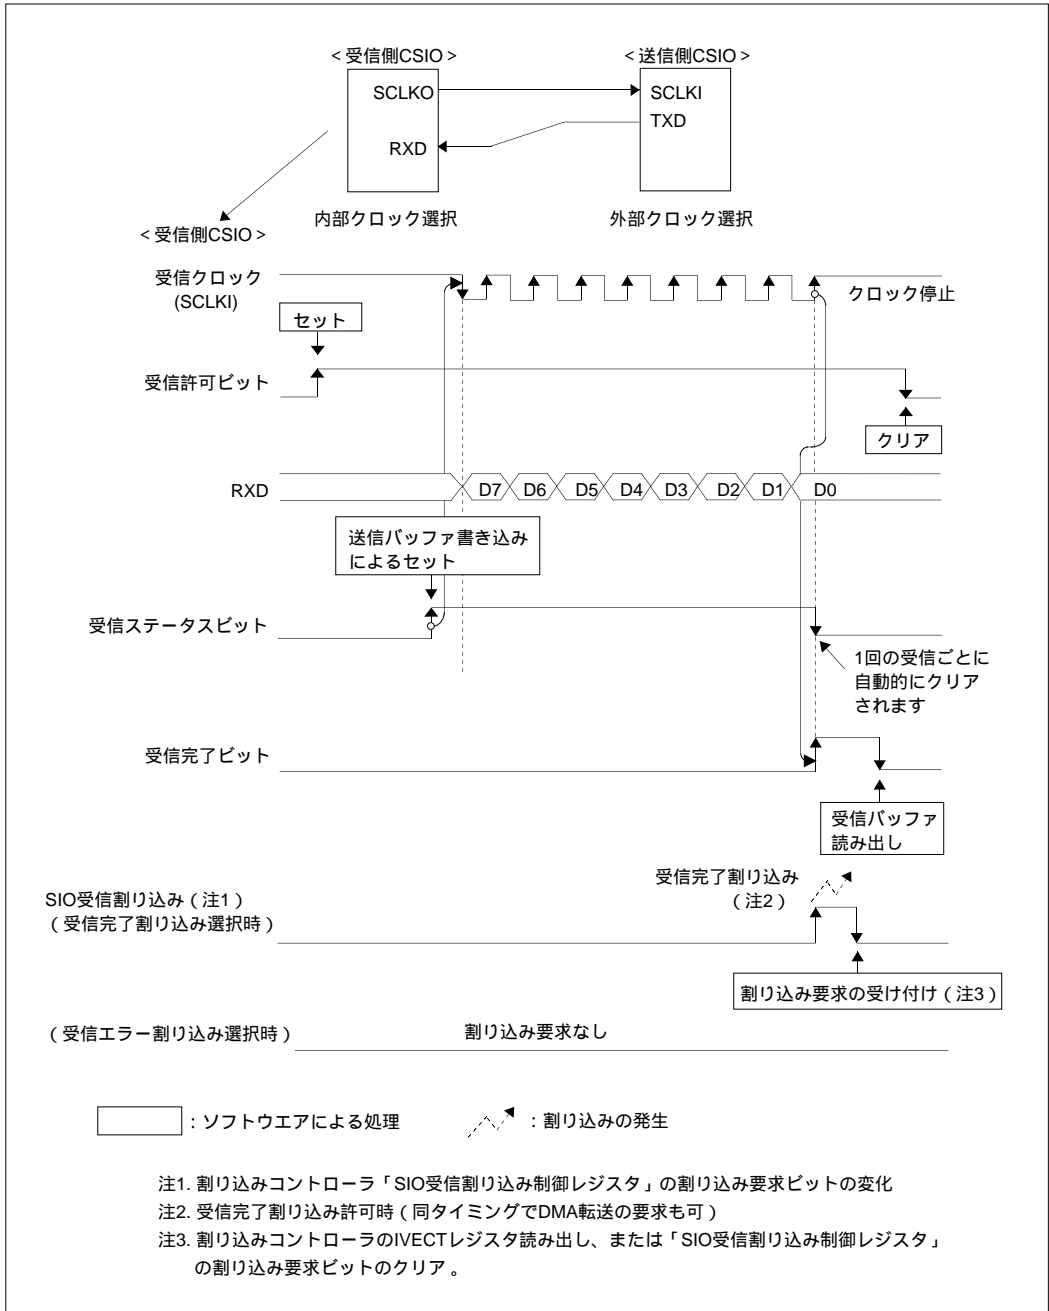 ＜受信側CSIO＞
＜送信側CSIO＞
SCLKO
SCLKI
TXD
RXD
内部クロック選択
外部クロック選択
＜受信側CSIO＞
受信クロック
(SCLKI)
クロック停止
セット
受信許可ビット
クリア
RXD
D7
D6
D5
D4
D3
D2
D1
D0
送信バッファ書き込み
によるセット
受信ステータスビット
1回の受信ごとに
自動的にクリア
されます
受信完了ビット
受信バッファ
読み出し
受信完了割り込み
（注2）
SIO受信割り込み（注1）
（受信完了割り込み選択時）
割り込み要求の受け付け（注3）
（受信エラー割り込み選択時）
割り込み要求なし
：ソフトウエアによる処理
：割り込みの発生
注1. 割り込みコントローラ「SIO受信割り込み制御レジスタ」の割り込み要求ビットの変化
注2. 受信完了割り込み許可時（同タイミングでDMA転送の要求も可）
注3. 割り込みコントローラのIVECTレジスタ読み出し、または「SIO受信割り込み制御レジスタ」
の割り込み要求ビットのクリア。